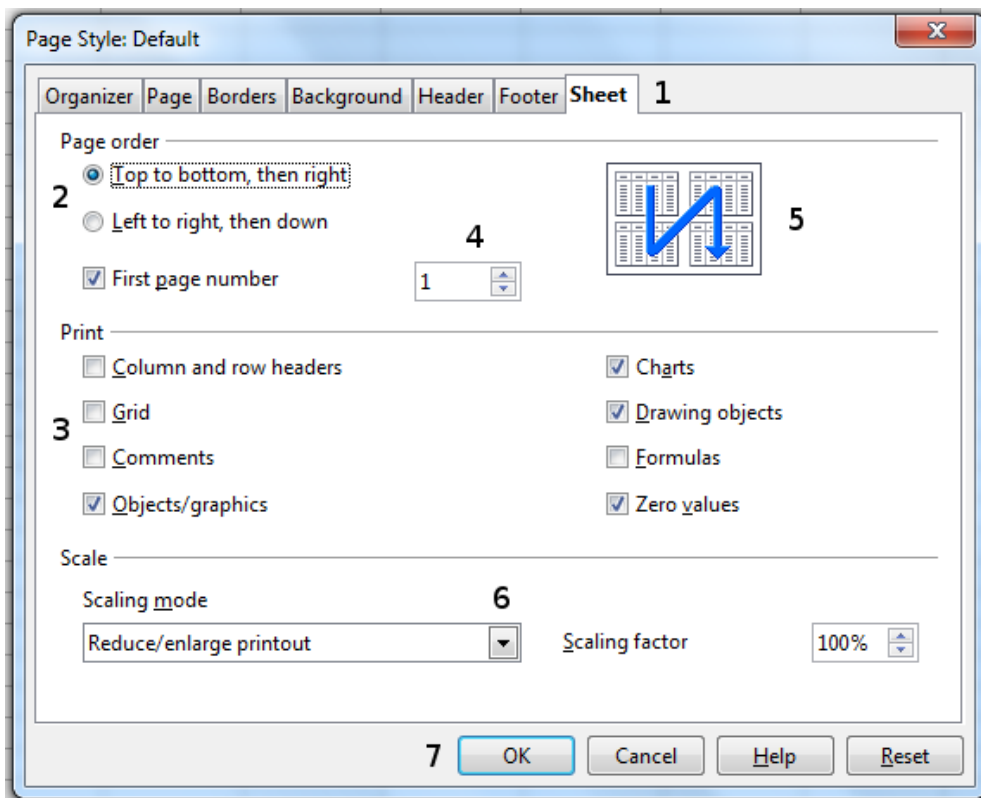 Page Style: Default
Organizer Page Borders Background Header Footer Sheet 1
Page order
2 Top to bottom, then right
Left to right, then down
4
5
First page number 1
Print
Column and row headers Charts
3 Grid Drawing objects
Comments Formulas
Objects/graphics Zero values
Scale
Scaling mode 6
Reduce/enlarge printout Scaling factor 100%
7 OK Cancel Help Reset